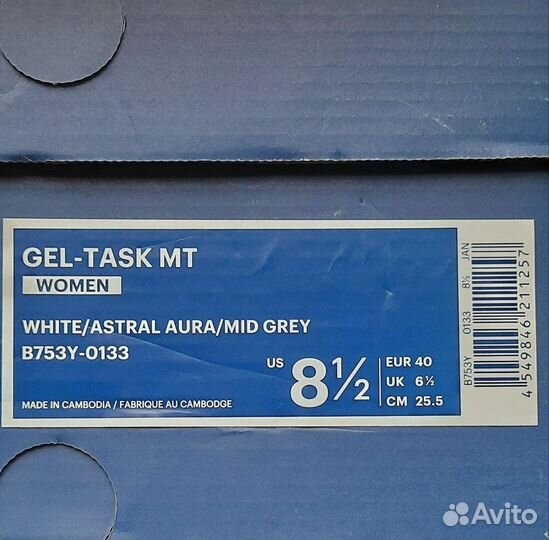 GEL-TASK MT
WOMEN
WHITE/ASTRAL AURA/MID GREY
B753Y-0133
US 8½
EUR 40
UK 6½
CM 25.5
MADE IN CAMBODIA / FABRIQUE AU CAMBODGE
B753Y 0133 8½ JAN
4 549846 211257
Avito